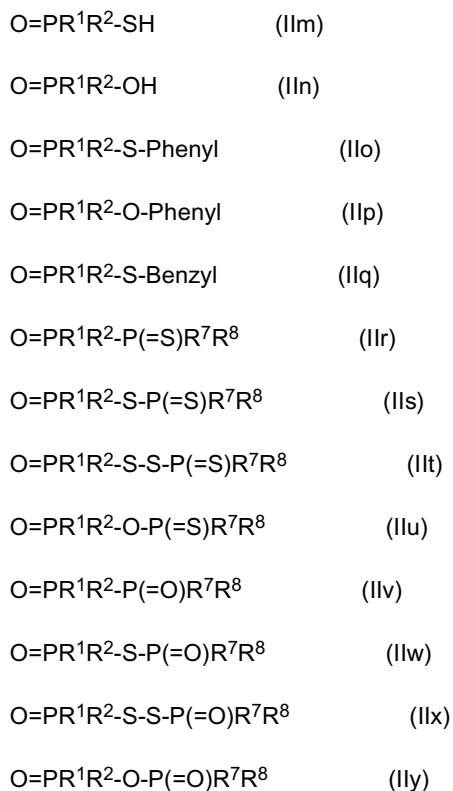 O=PR¹R²-SH (IIm)
O=PR¹R²-OH (IIn)
O=PR¹R²-S-Phenyl (IIo)
O=PR¹R²-O-Phenyl (IIp)
O=PR¹R²-S-Benzyl (IIq)
O=PR¹R²-P(=S)R⁷R⁸ (IIr)
O=PR¹R²-S-P(=S)R⁷R⁸ (IIs)
O=PR¹R²-S-S-P(=S)R⁷R⁸ (IIt)
O=PR¹R²-O-P(=S)R⁷R⁸ (IIu)
O=PR¹R²-P(=O)R⁷R⁸ (IIv)
O=PR¹R²-S-P(=O)R⁷R⁸ (IIw)
O=PR¹R²-S-S-P(=O)R⁷R⁸ (IIx)
O=PR¹R²-O-P(=O)R⁷R⁸ (IIy)